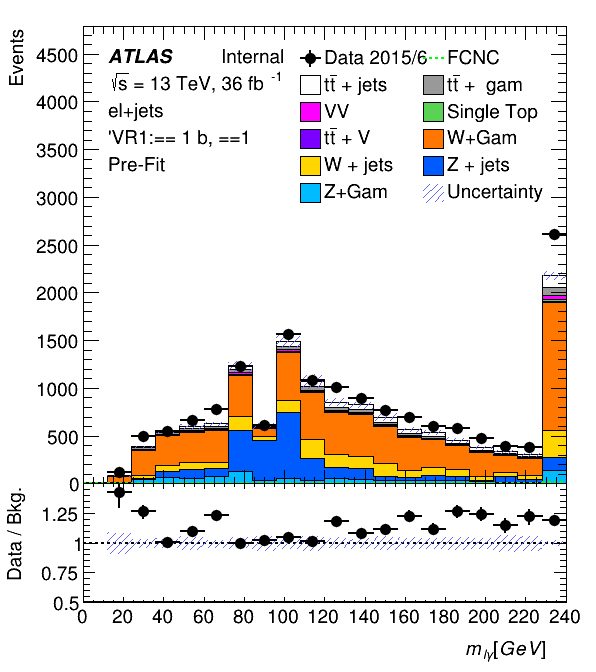 Events
4500
4000
3500
3000
2500
2000
1500
1000
500
0
ATLAS Internal
√s = 13 TeV, 36 fb -1
el+jets
'VR1:== 1 b, ==1
Pre-Fit
Data 2015/6 FCNC
tt̄ + jets tt̄ + gam
VV Single Top
tt̄ + V W+Gam
W + jets Z + jets
Z+Gam Uncertainty
Data / Bkg.
1.25
1
0.75
0.5
0 20 40 60 80 100 120 140 160 180 200 220 240
m_lγ[GeV]